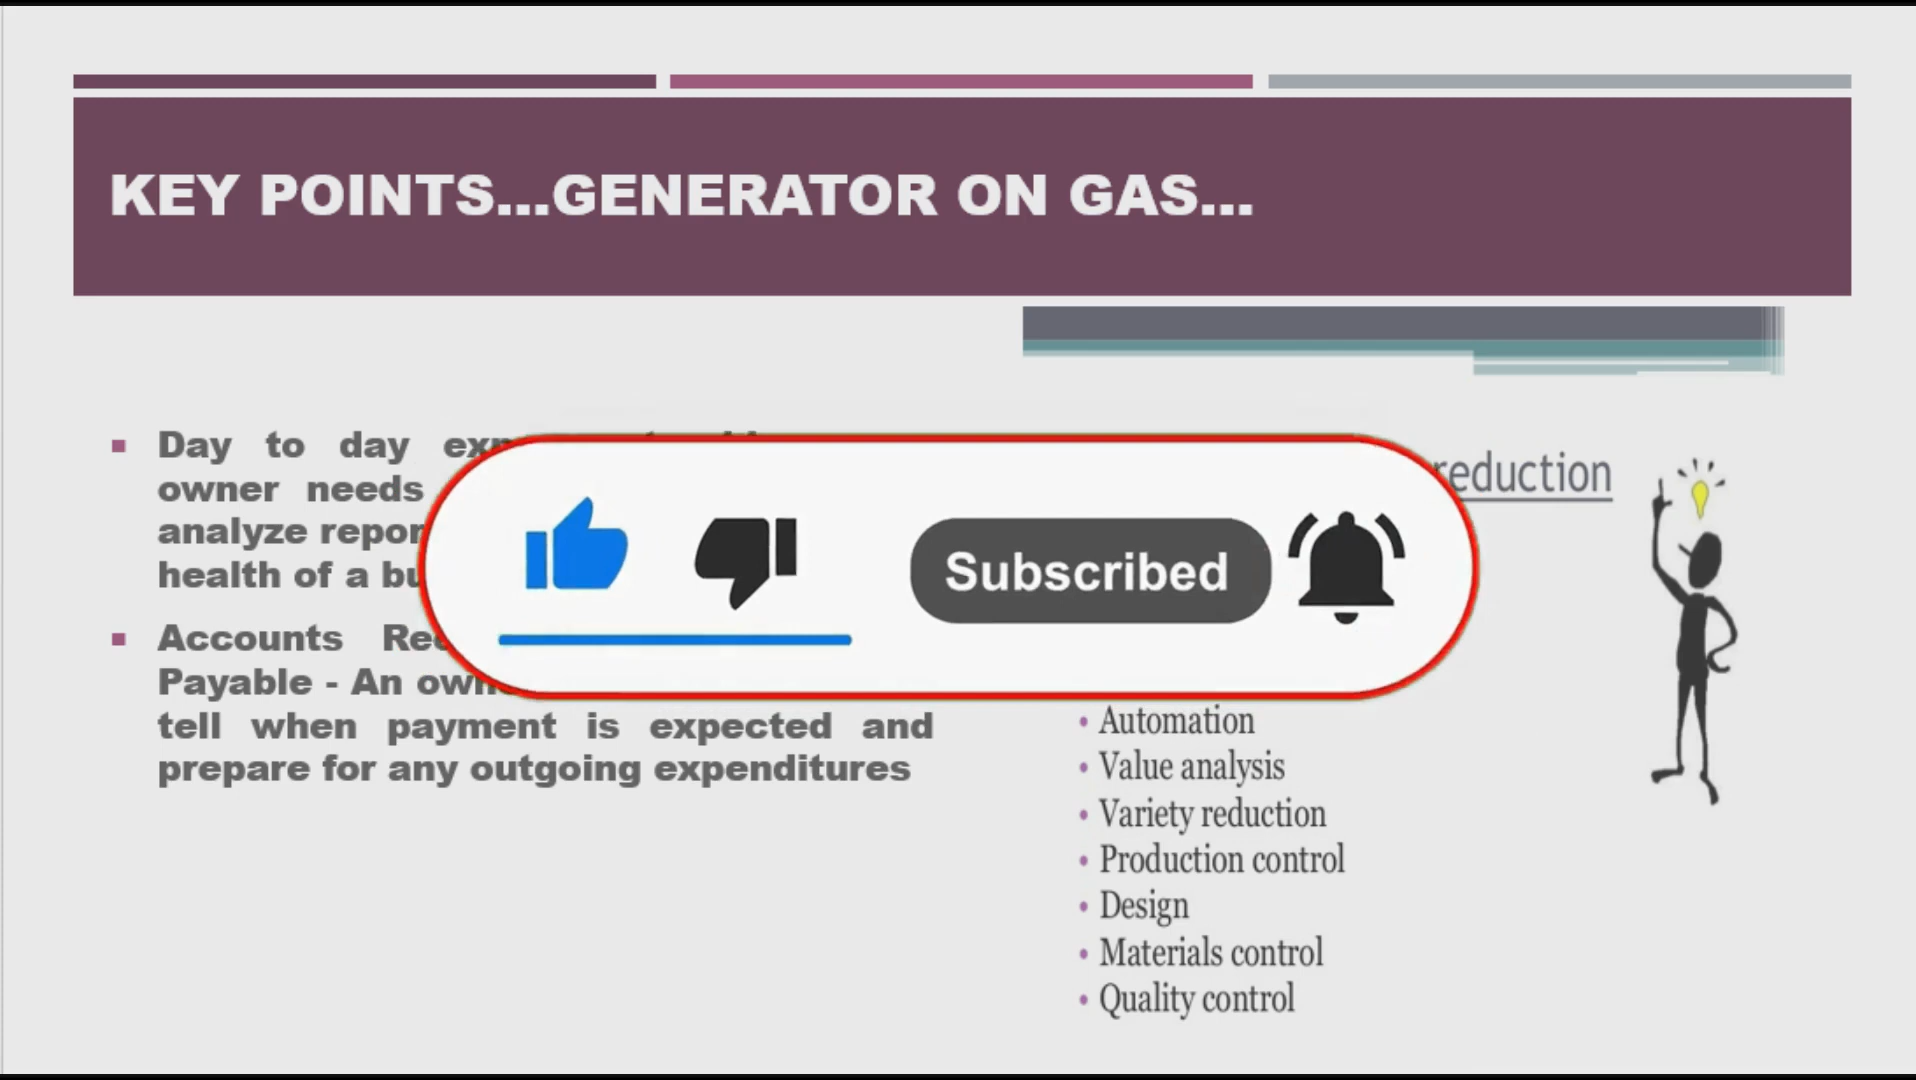 KEY POINTS...GENERATOR ON GAS...
Day to day
owner needs
analyze
health of a
Accounts
Payable - An
tell when payment is expected and
prepare for any outgoing expenditures
Subscribed
reduction
• Automation
• Value analysis
• Variety reduction
• Production control
• Design
• Materials control
• Quality control